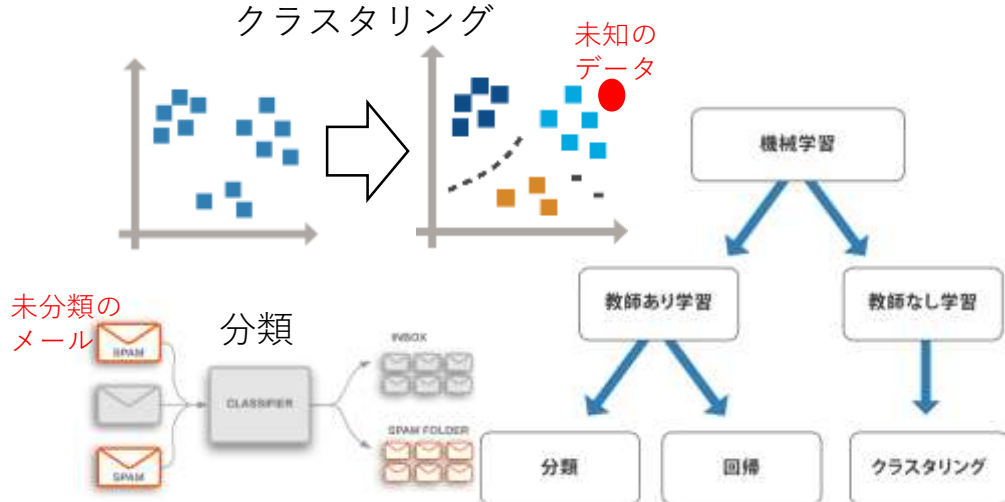 クラスタリング
未知の
データ
機械学習
教師あり学習
教師なし学習
未分類の
メール
分類
SPAM
SPAM
CLASSIFIER
INBOX
SPAM FOLDER
分類
回帰
クラスタリング